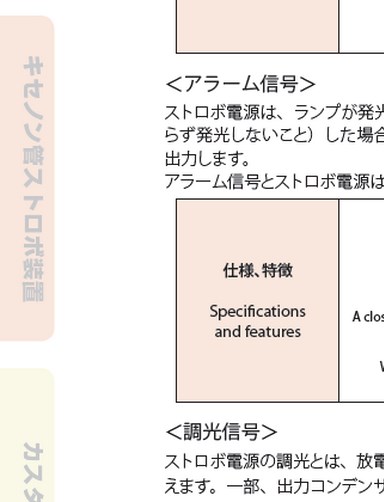 キセノン管ストロボ装置
カスタ
<アラーム信号>
ストロボ電源は、ランプが発光
らず発光しないこと）した場合
出力します。
アラーム信号とストロボ電源は
仕様、特徴
Specifications
and features
A clos
W
<調光信号>
ストロボ電源の調光とは、放電
えます。一部、出力コンデンサ